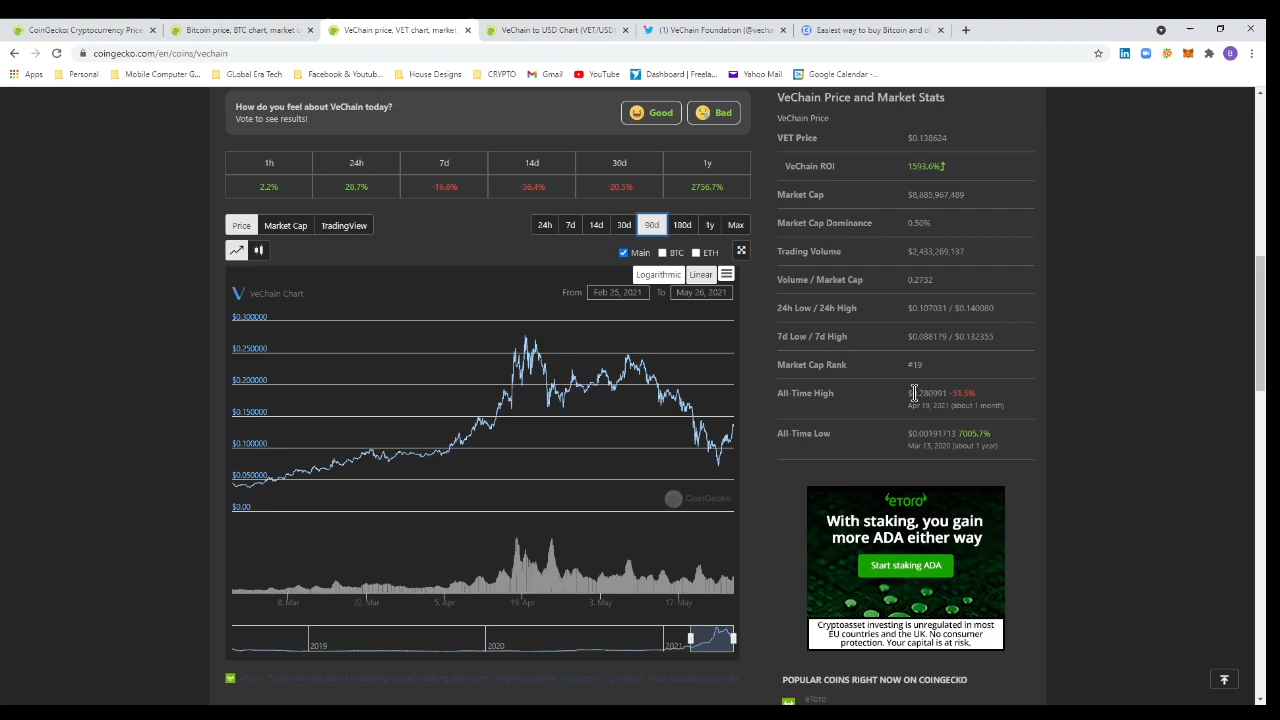 CoinGecko: Cryptocurrency Price
Bitcoin price, BTC chart, market c
VeChain price, VET chart, market
VeChain to USD Chart (VET/USD)
(1) VeChain Foundation (@vecha
Easiest way to buy Bitcoin and c
coingecko.com/en/coins/vechain
Apps
Personal
Mobile Computer G...
GLobal Era Tech
Facebook & Youtub...
House Designs
CRYPTO
Gmail
YouTube
Dashboard | Freela...
Yahoo Mail
Google Calendar -...
How do you feel about VeChain today?
Vote to see results!
Good
Bad
1h 24h 7d 14d 30d 1y
2.2% 28.7% -16.6% -36.4% -20.5% 2756.7%
Price Market Cap TradingView
24h 7d 14d 30d 90d 180d 1y Max
Main BTC ETH
Logarithmic Linear
VeChain Chart
From Feb 25, 2021 To May 26, 2021
$0.300000
$0.250000
$0.200000
$0.150000
$0.100000
$0.050000
$0.00
CoinGecko
8. Mar 22. Mar 5. Apr 19. Apr 3. May 17. May
2019 2020 2021
eToro
VeChain Price and Market Stats
VeChain Price
VET Price $0.138624
VeChain ROI 1593.6%
Market Cap $8,885,967,489
Market Cap Dominance 0.50%
Trading Volume $2,433,269,137
Volume / Market Cap 0.2732
24h Low / 24h High $0.107031 / $0.140080
7d Low / 7d High $0.088179 / $0.132355
Market Cap Rank #19
All-Time High $0.280991 -51.5%
Apr 19, 2021 (about 1 month)
All-Time Low $0.00191713 7005.7%
Mar 13, 2020 (about 1 year)
eToro
With staking, you gain
more ADA either way
Start staking ADA
Cryptoasset investing is unregulated in most
EU countries and the UK. No consumer
protection. Your capital is at risk.
POPULAR COINS RIGHT NOW ON COINGECKO
eToro